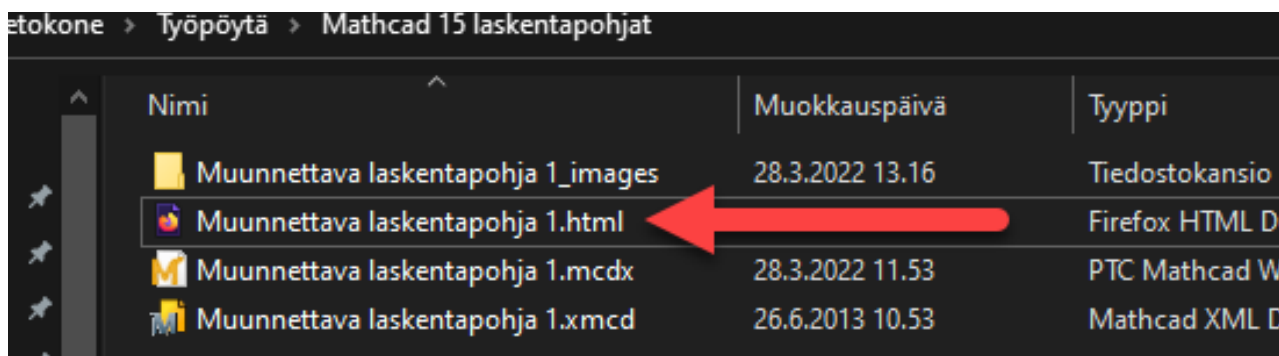 etokone > Työpöytä > Mathcad 15 laskentapohjat
Nimi Muokkauspäivä Tyyppi
Muunnettava laskentapohja 1_images 28.3.2022 13.16 Tiedostokansio
Muunnettava laskentapohja 1.html Firefox HTML D
Muunnettava laskentapohja 1.mcdx 28.3.2022 11.53 PTC Mathcad W
Muunnettava laskentapohja 1.xmcd 26.6.2013 10.53 Mathcad XML D